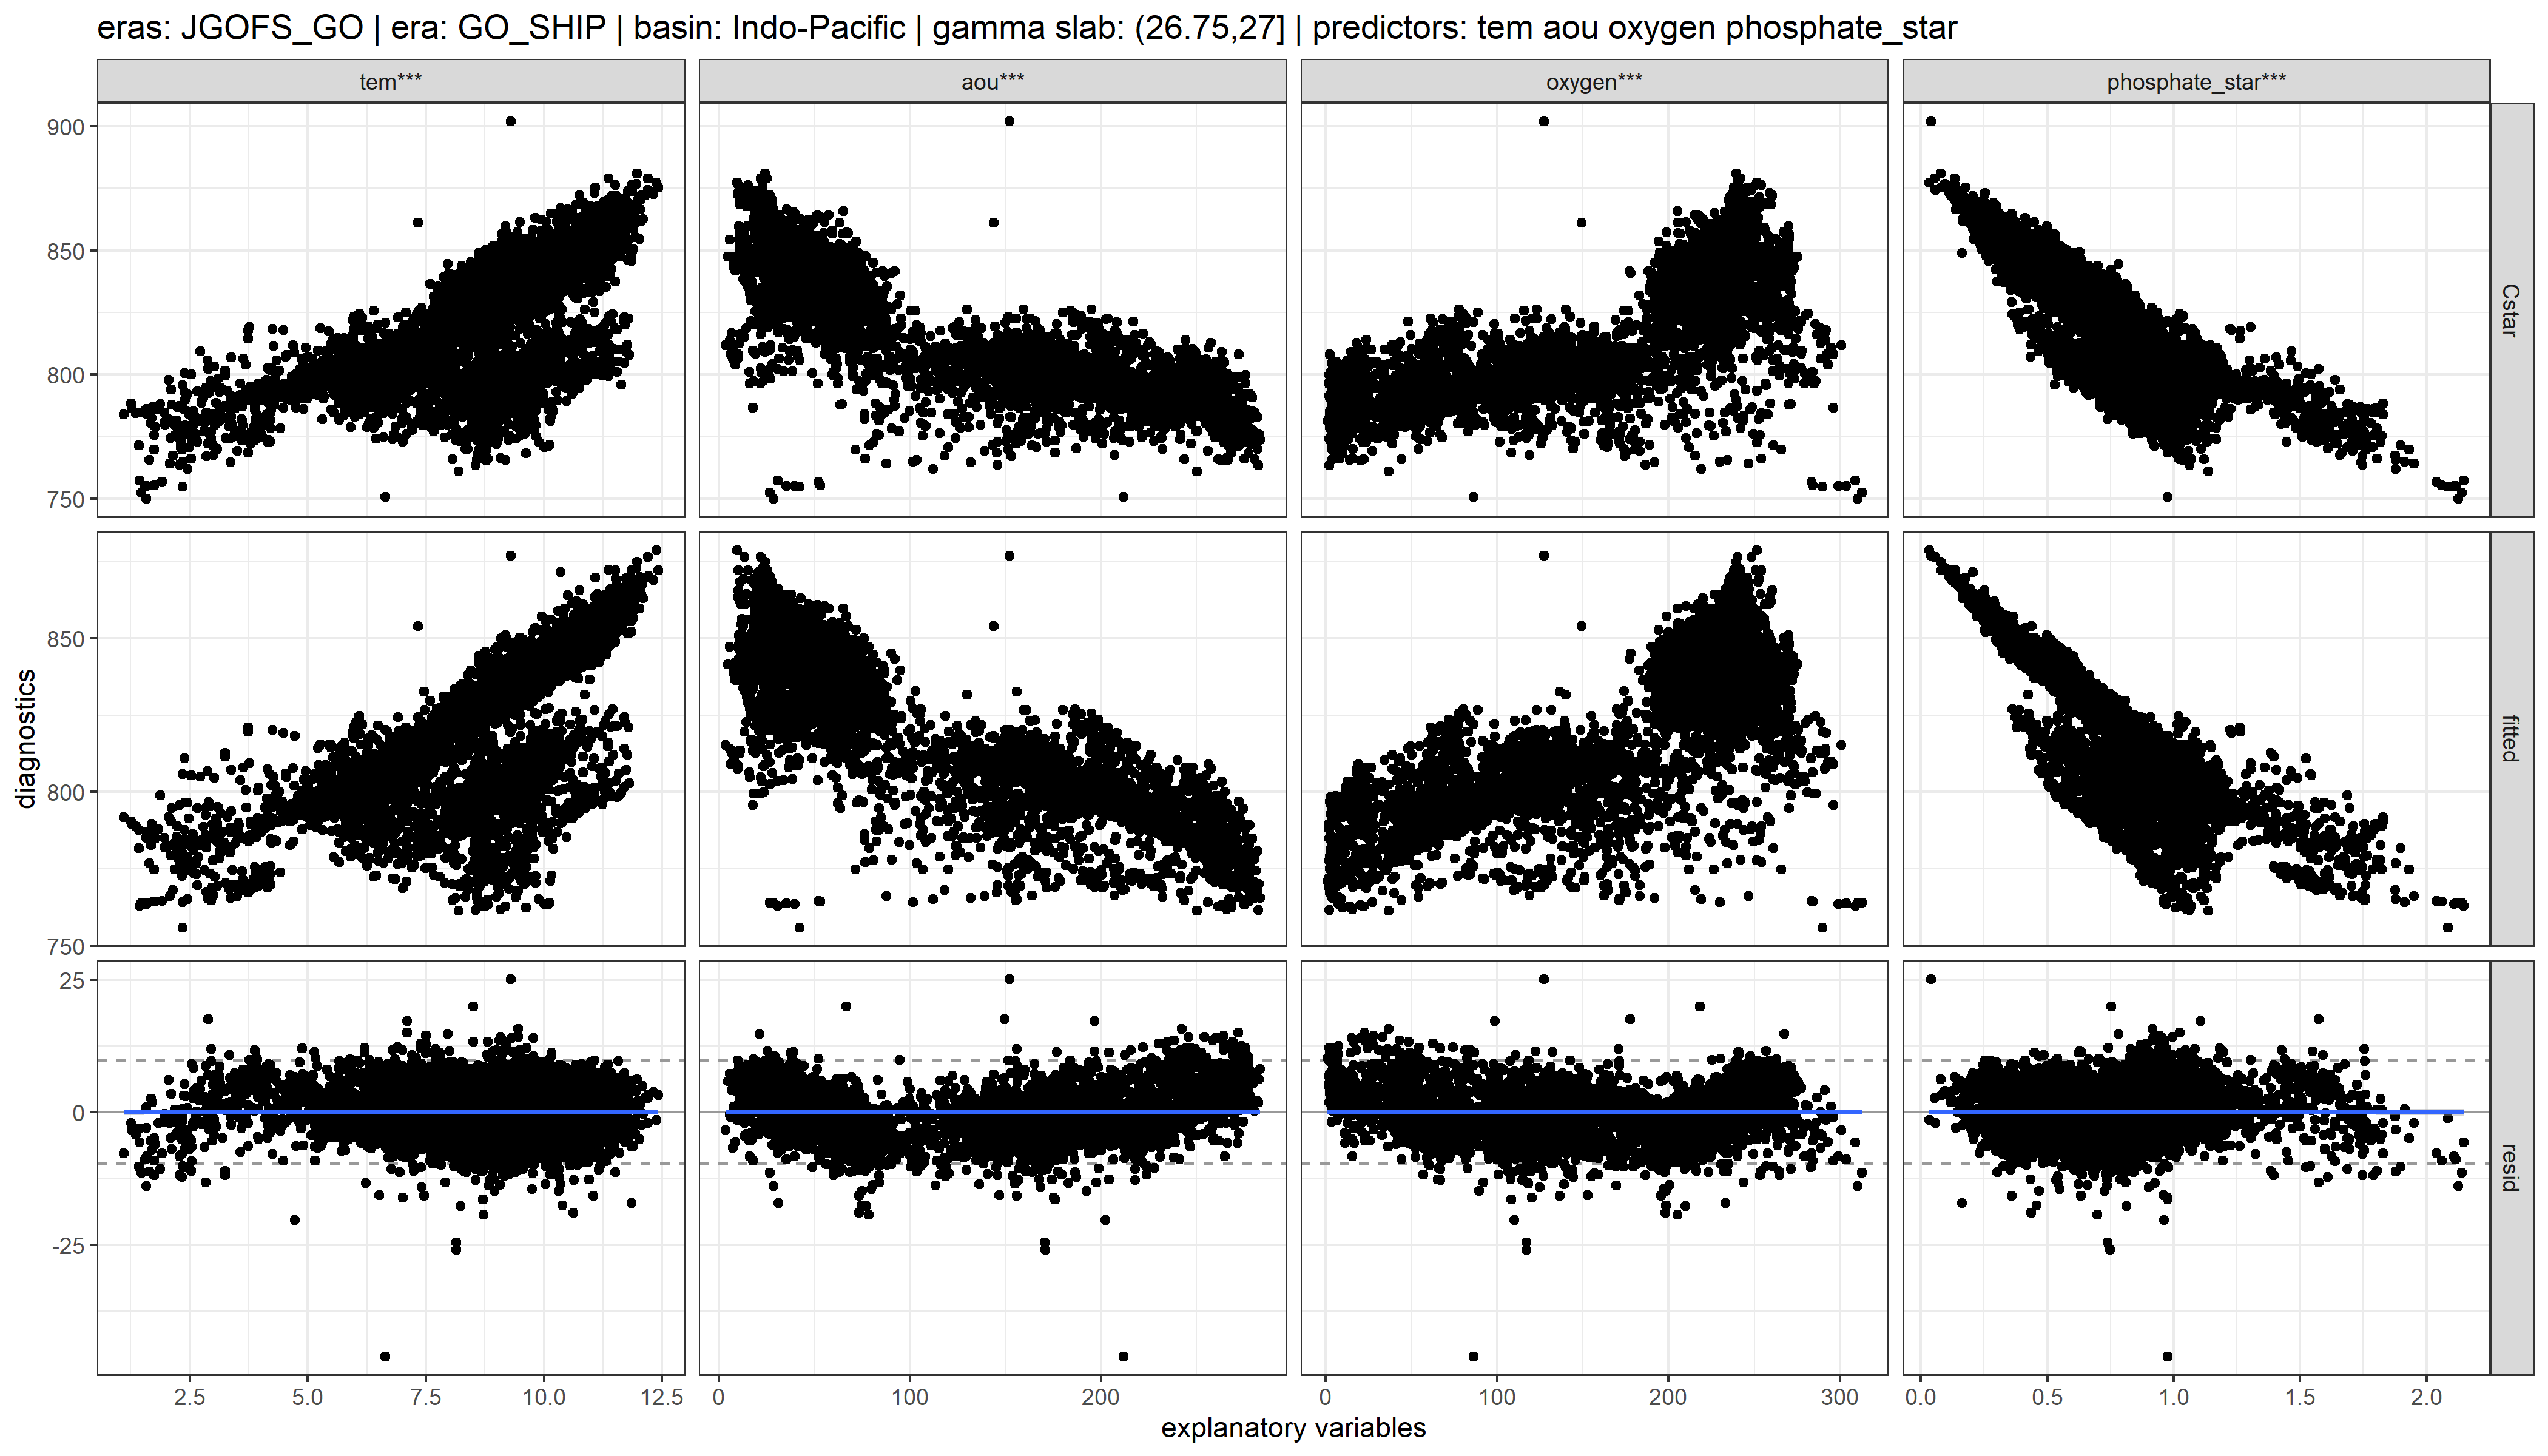 eras: JGOFS_GO | era: GO_SHIP | basin: Indo-Pacific | gamma slab: (26.75,27] | predictors: tem aou oxygen phosphate_star
tem***
aou***
oxygen***
phosphate_star***
900
850
800
750
Cstar
850
800
750
fitted
diagnostics
25
0
-25
resid
2.5 5.0 7.5 10.0 12.5
0 100 200
0 100 200 300
0.0 0.5 1.0 1.5 2.0
explanatory variables